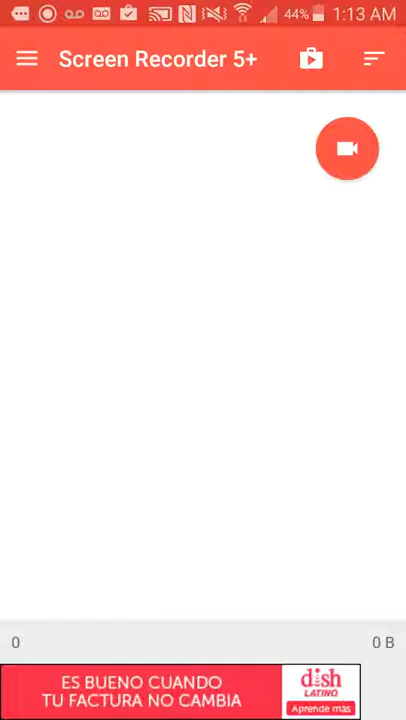 44% 1:13 AM
Screen Recorder 5+
0 0 B
ES BUENO CUANDO
TU FACTURA NO CAMBIA
dish
LATINO
Aprende más